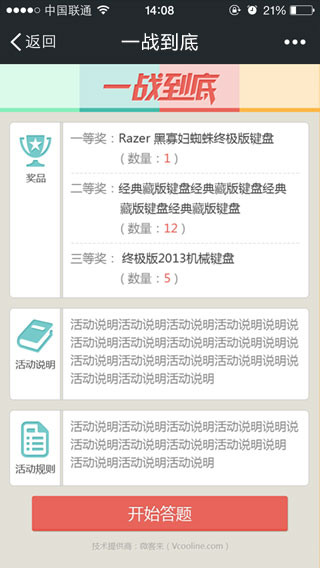 中国联通 14:08 21%
返回 一战到底
一战到底
一等奖：Razer 黑寡妇蜘蛛终极版键盘
（数量：1）
奖品
二等奖：经典藏版键盘经典藏版键盘经典
藏版键盘经典藏版键盘
（数量：12）
三等奖： 终极版2013机械键盘
（数量：5）
活动说明活动说明活动说明活动说明说明说
活动说明活动说明活动说明活动说明说明说
活动说明
活动说明活动说明活动说明活动说明说明说
活动说明活动说明活动说明
活动说明活动说明活动说明活动说明说明说
活动说明活动说明活动说明活动说明说明
活动规则
活动说明活动说明活动说明
开始答题
技术提供商：微客来（Vcooline.com）